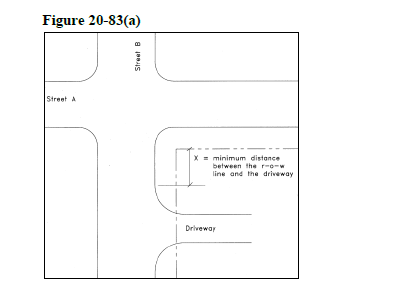 Figure 20-83(a)
Street B
Street A
X = minimum distance
between the r-o-w
line and the driveway
Driveway